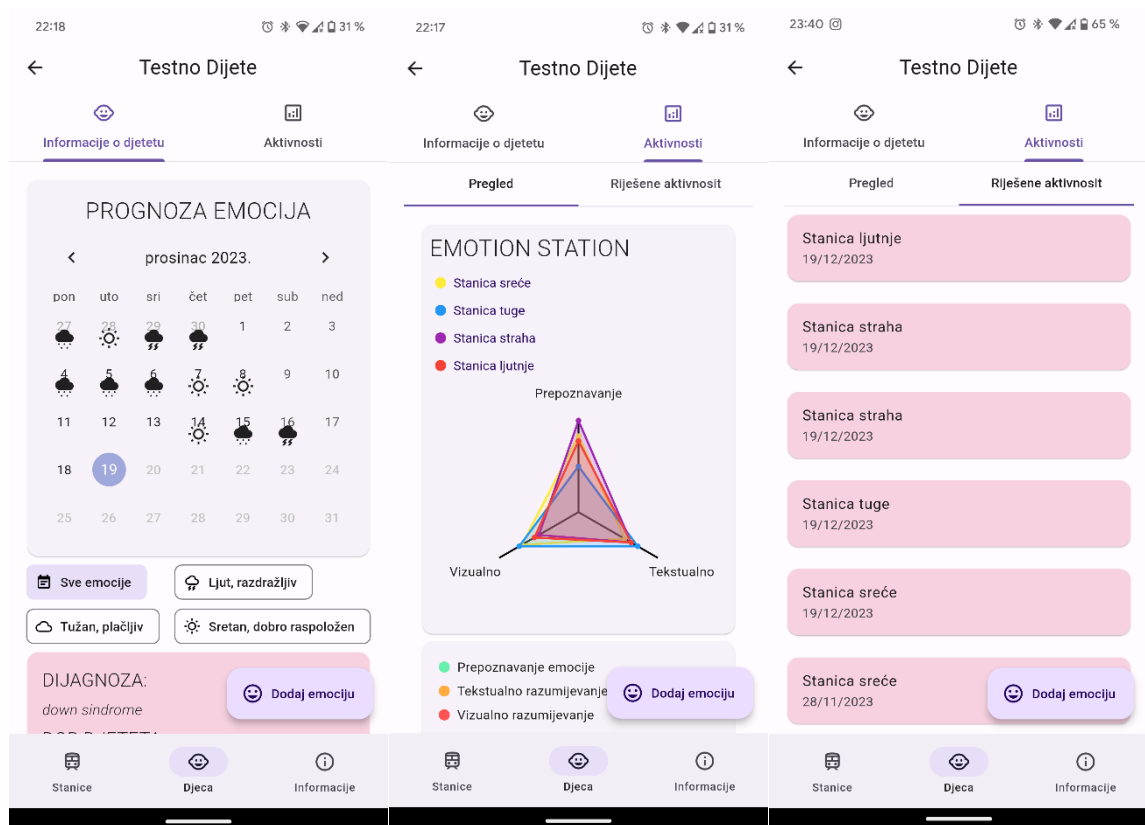 22:18
31 %
Testno Dijete
Informacije o djetetu
Aktivnosti
PROGNOZA EMOCIJA
prosinac 2023.
pon uto sri čet pet sub ned
27 28 29 30 1 2 3
4 5 6 7 8 9 10
11 12 13 14 15 16 17
18 19 20 21 22 23 24
25 26 27 28 29 30 31
Sve emocije
Ljut, razdražljiv
Tužan, plačljiv
Sretan, dobro raspoložen
DIJAGNOZA:
down sindrome
Dodaj emociju
Stanice
Djeca
Informacije
22:17
31 %
Testno Dijete
Informacije o djetetu
Aktivnosti
Pregled
Riješene aktivnosit
EMOTION STATION
Stanica sreće
Stanica tuge
Stanica straha
Stanica ljutnje
Prepoznavanje
Vizualno
Tekstualno
Prepoznavanje emocije
Tekstualno razumijevanje
Vizualno razumijevanje
Dodaj emociju
Stanice
Djeca
Informacije
23:40
65 %
Testno Dijete
Informacije o djetetu
Aktivnosti
Pregled
Riješene aktivnosit
Stanica ljutnje
19/12/2023
Stanica straha
19/12/2023
Stanica straha
19/12/2023
Stanica tuge
19/12/2023
Stanica sreće
19/12/2023
Stanica sreće
28/11/2023
Dodaj emociju
Stanice
Djeca
Informacije